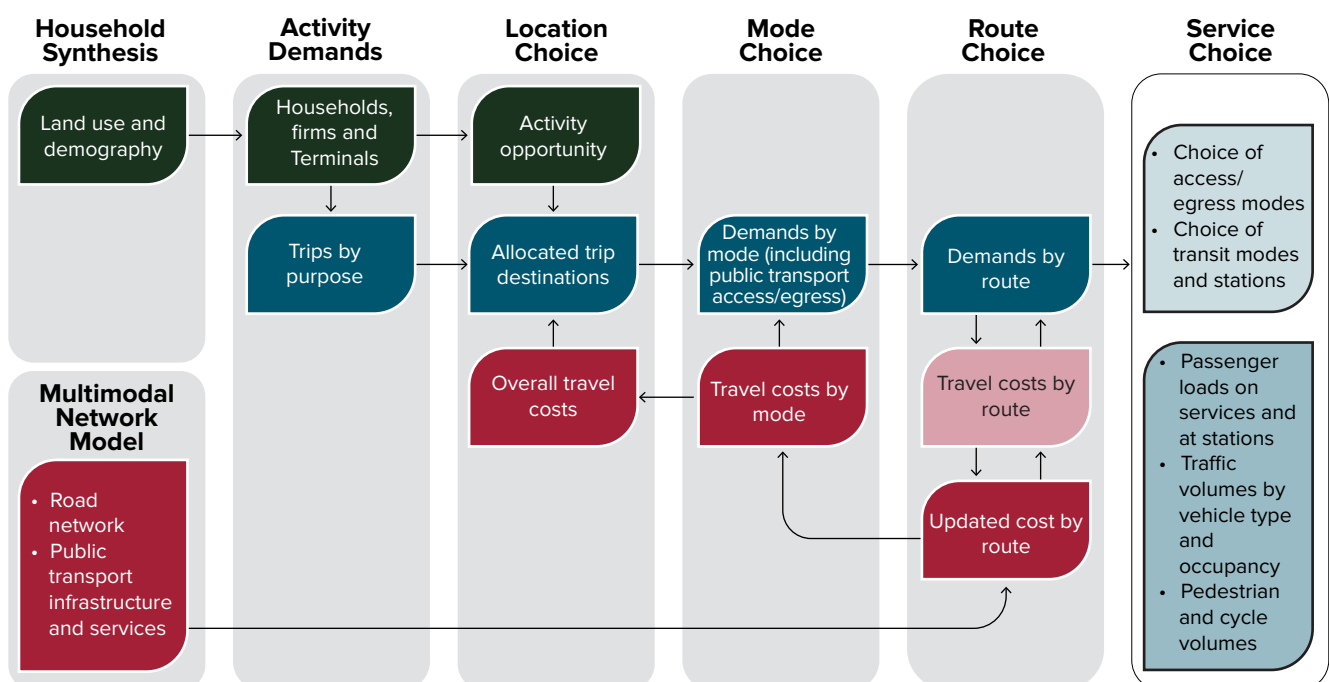 Household
Synthesis
Activity
Demands
Location
Choice
Mode
Choice
Route
Choice
Service
Choice
Land use and
demography
Households,
firms and
Terminals
Activity
opportunity
Trips by
purpose
Allocated trip
destinations
Demands by
mode (including
public transport
access/egress)
Demands by
route
• Choice of
access/
egress modes
• Choice of
transit modes
and stations
Multimodal
Network
Model
• Road
network
• Public
transport
infrastructure
and services
Overall travel
costs
Travel costs by
mode
Travel costs by
route
Updated cost by
route
• Passenger
loads on
services and
at stations
• Traffic
volumes by
vehicle type
and
occupancy
• Pedestrian
and cycle
volumes